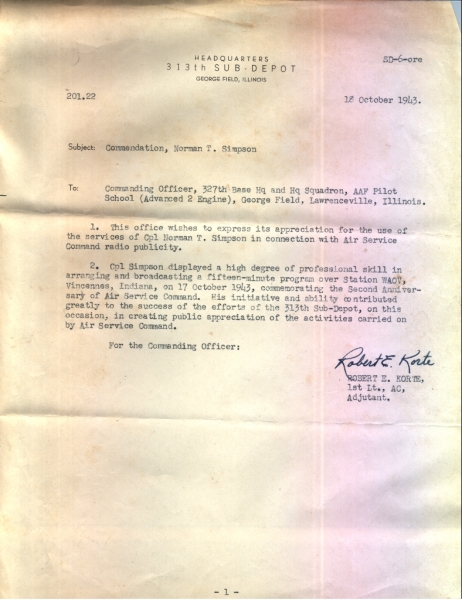 HEADQUARTERS
313th SUB-DEPOT
GEORGE FIELD, ILLINOIS
SD-6-ore
201.22
18 October 1943.
Subject: Commendation, Norman T. Simpson
To: Commanding Officer, 327th Base Hq and Hq Squadron, AAF Pilot
School (Advanced 2 Engine), George Field, Lawrenceville, Illinois.
1. This office wishes to express its appreciation for the use of
the services of Cpl Norman T. Simpson in connection with Air Service
Command radio publicity.
2. Cpl Simpson displayed a high degree of professional skill in
arranging and broadcasting a fifteen-minute program over Station WAOV,
Vincennes, Indiana, on 17 October 1943, commemorating the Second Anniver-
sary of Air Service Command. His initiative and ability contributed
greatly to the success of the efforts of the 313th Sub-Depot, on this
occasion, in creating public appreciation of the activities carried on
by Air Service Command.
For the Commanding Officer:
Robert E. Korte
ROBERT E. KORTE,
1st Lt., AC,
Adjutant.
- 1 -